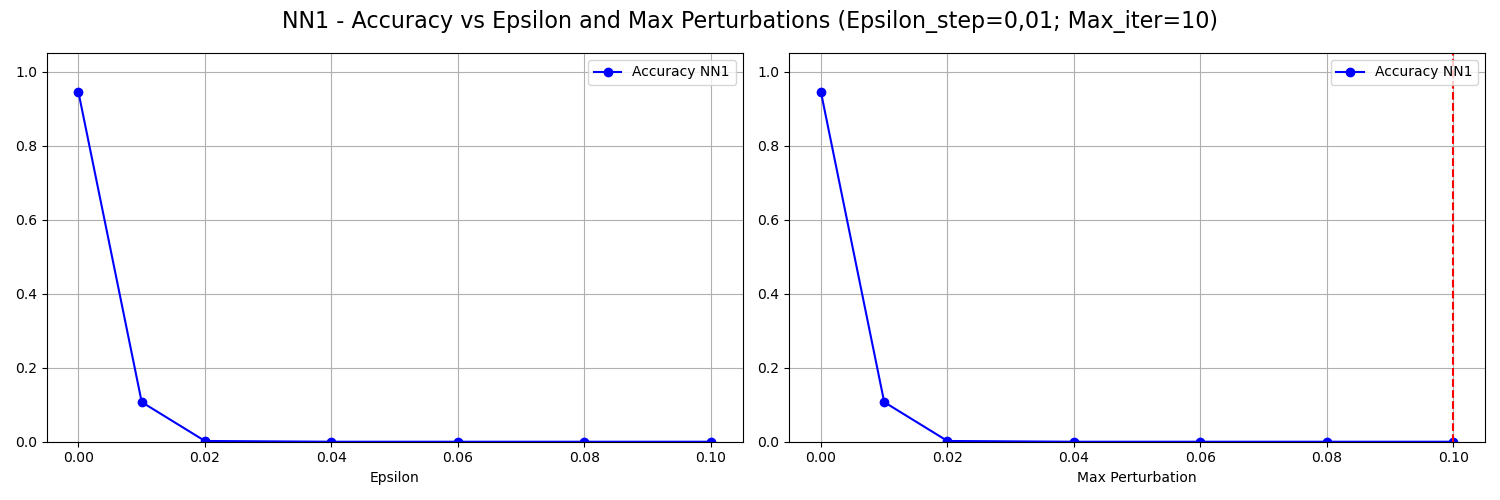 NN1 - Accuracy vs Epsilon and Max Perturbations (Epsilon_step=0,01; Max_iter=10)
Accuracy NN1
1.0
0.8
0.6
0.4
0.2
0.0
0.00 0.02 0.04 0.06 0.08 0.10
Epsilon
Accuracy NN1
1.0
0.8
0.6
0.4
0.2
0.0
0.00 0.02 0.04 0.06 0.08 0.10
Max Perturbation